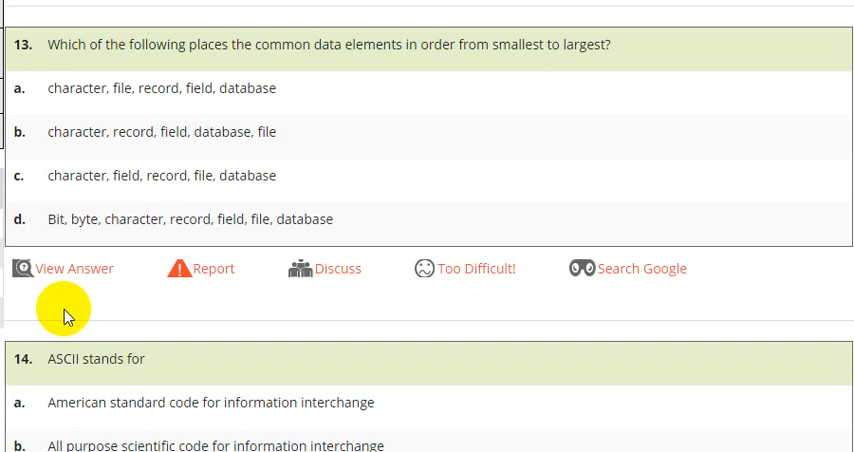 13. Which of the following places the common data elements in order from smallest to largest?
a. character, file, record, field, database
b. character, record, field, database, file
c. character, field, record, file, database
d. Bit, byte, character, record, field, file, database
View Answer Report Discuss Too Difficult! Search Google
14. ASCII stands for
a. American standard code for information interchange
b. All purpose scientific code for information interchange